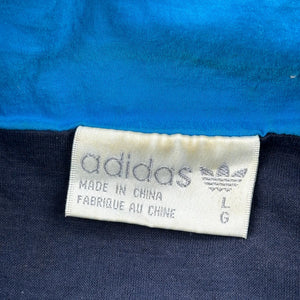 adidas
MADE IN CHINA
FABRIQUE AU CHINE
L
G